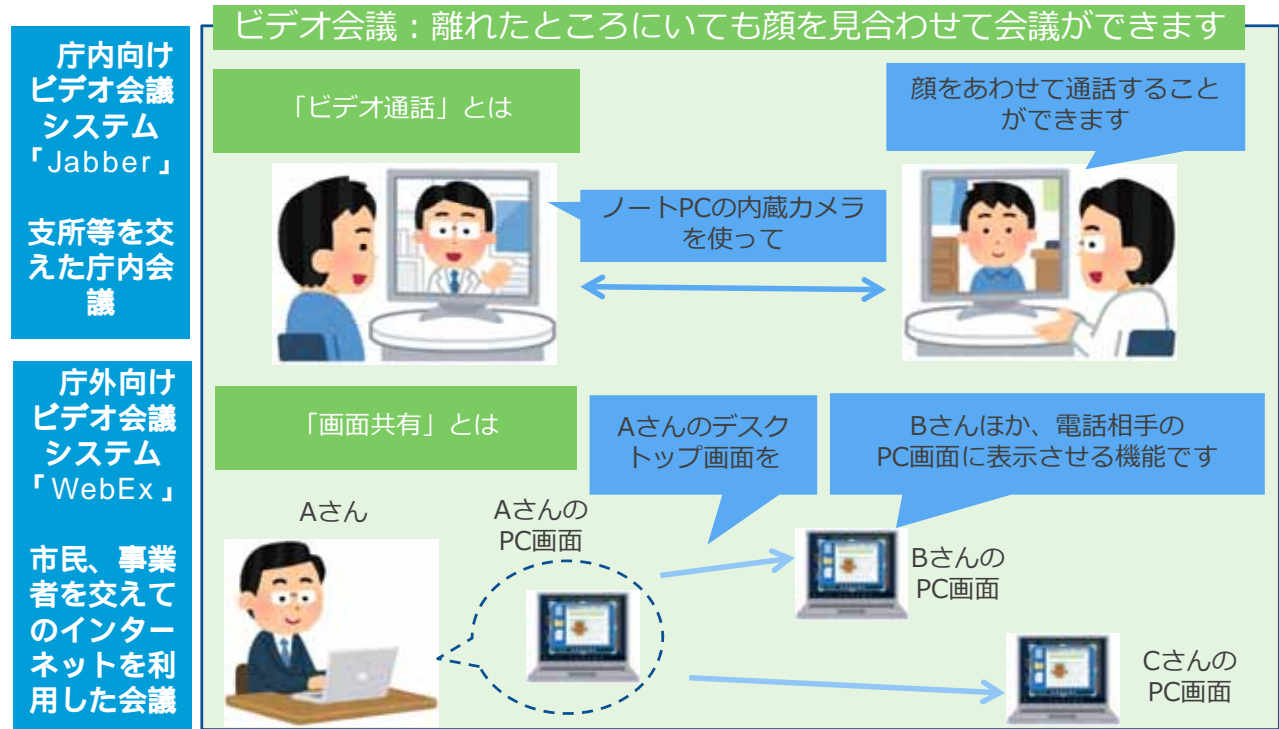 ビデオ会議：離れたところにいても顔を見合わせて会議ができます
庁内向け
ビデオ会議
システム
「Jabber」
支所等を交
えた庁内会
議
「ビデオ通話」とは
顔をあわせて通話すること
ができます
ノートPCの内蔵カメラ
を使って
庁外向け
ビデオ会議
システム
「WebEx」
市民、事業
者を交えて
のインター
ネットを利
用した会議
「画面共有」とは
Aさんのデスク
トップ画面を
Bさんほか、電話相手の
PC画面に表示させる機能です
Aさん
Aさんの
PC画面
Bさんの
PC画面
Cさんの
PC画面